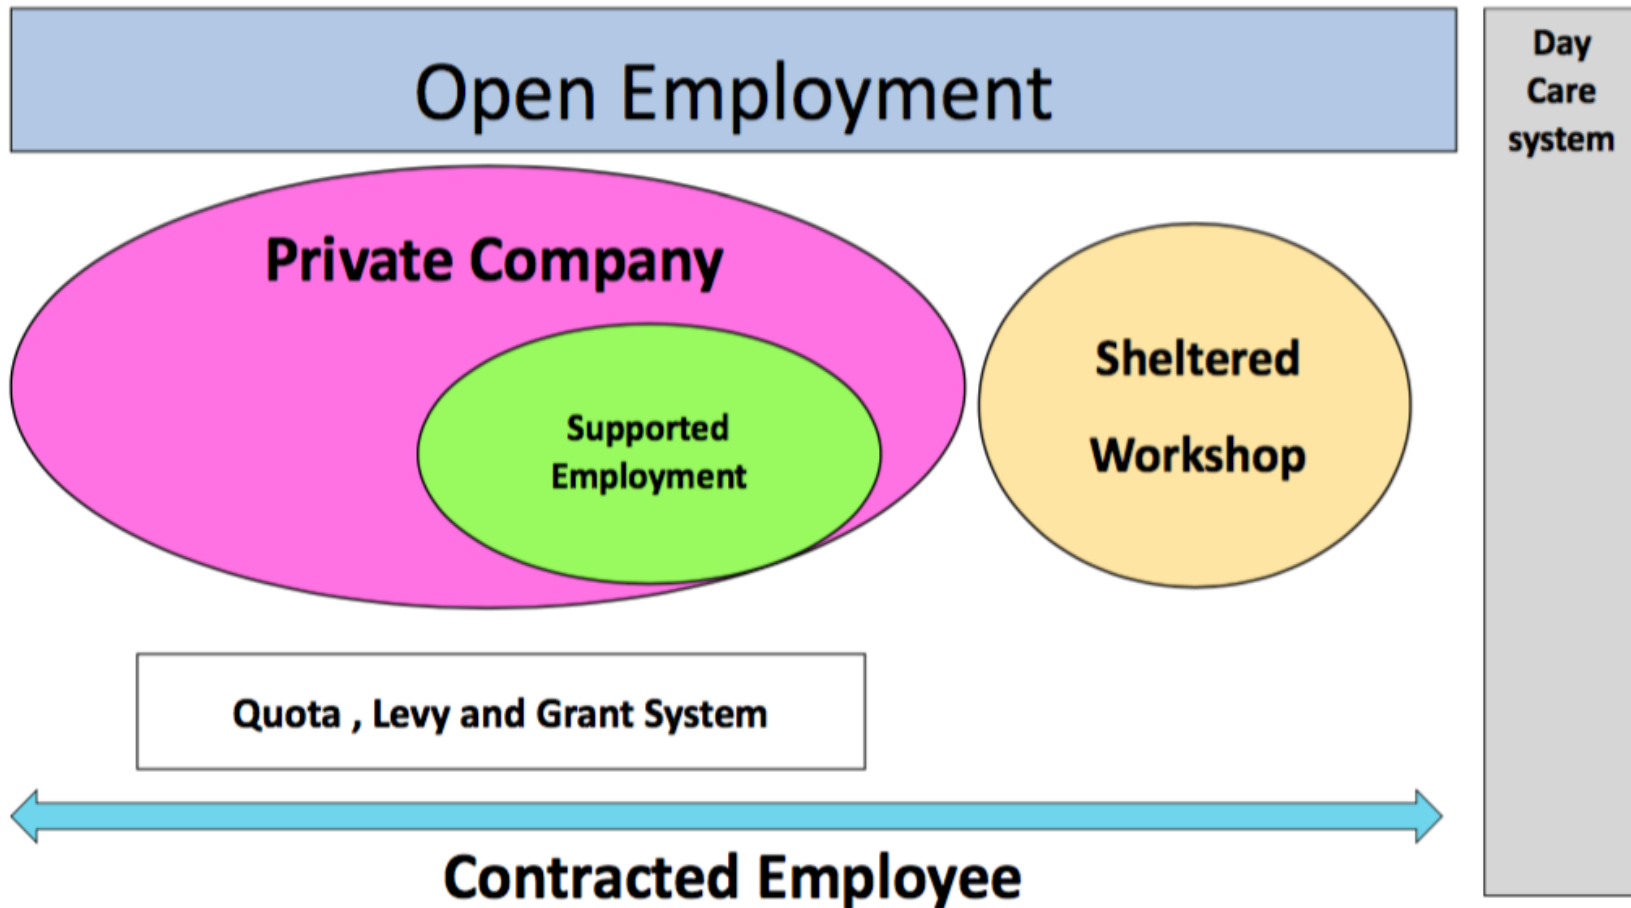 Open Employment
Day
Care
system
Private Company
Supported
Employment
Sheltered
Workshop
Quota , Levy and Grant System
Contracted Employee